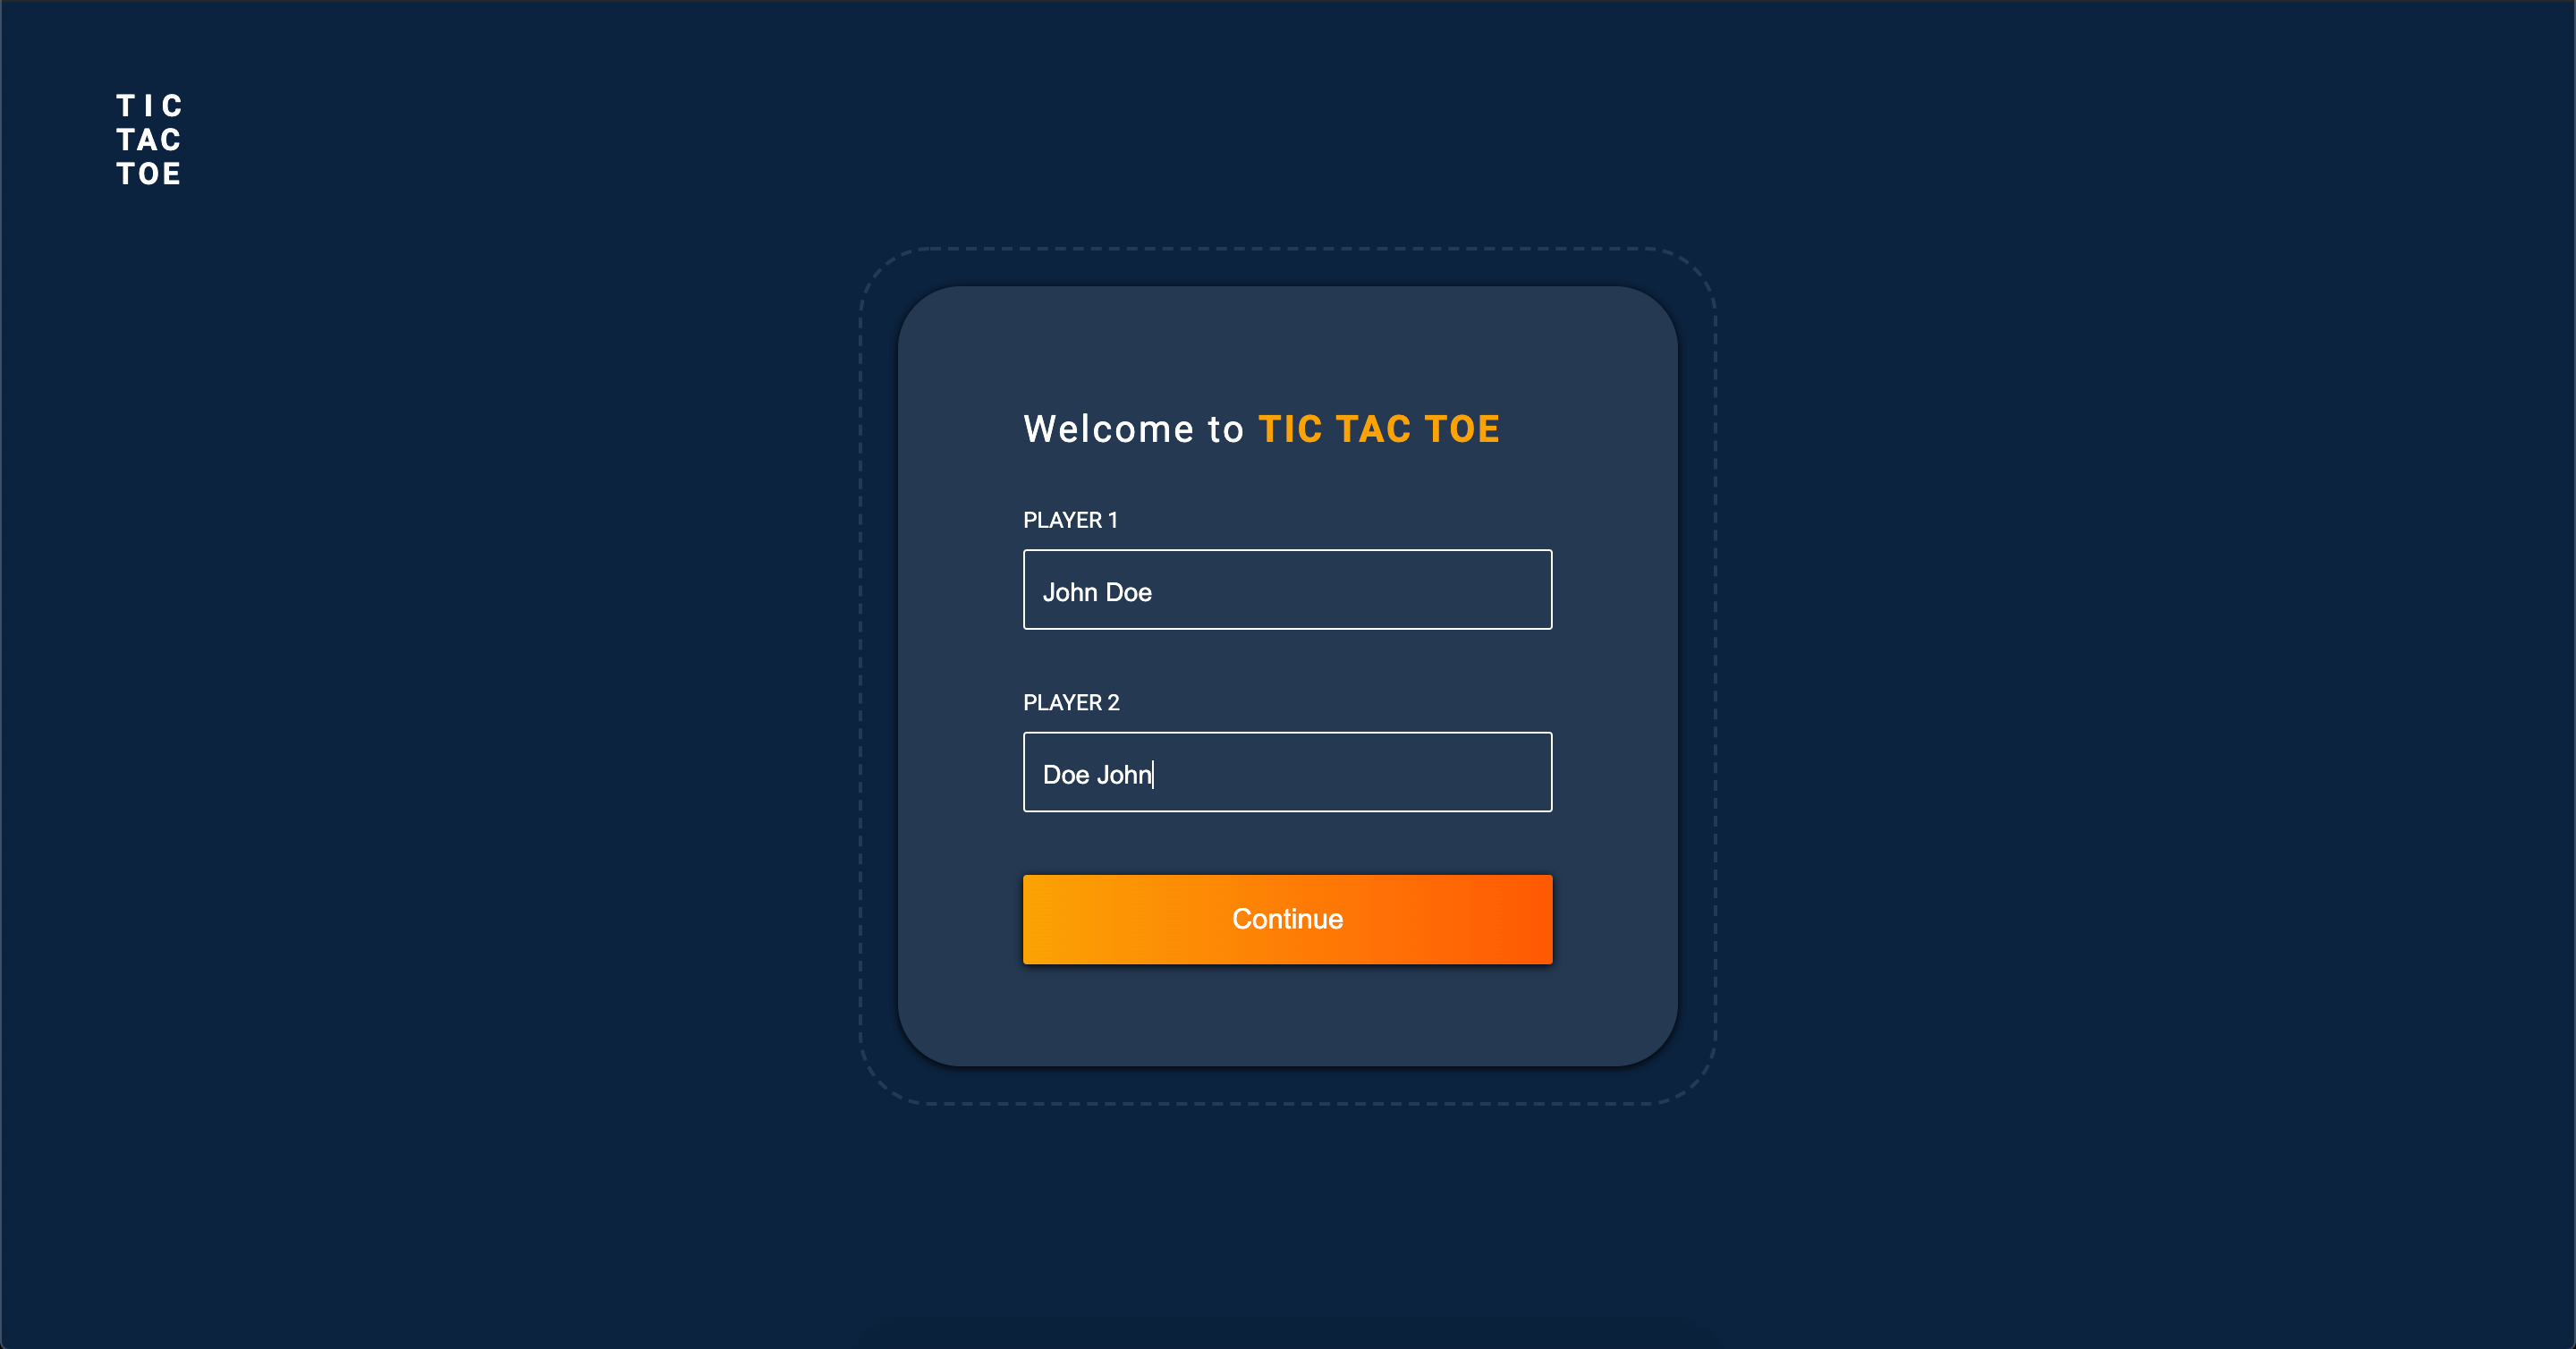 TIC
TAC
TOE
Welcome to TIC TAC TOE
PLAYER 1
John Doe
PLAYER 2
Doe John
Continue